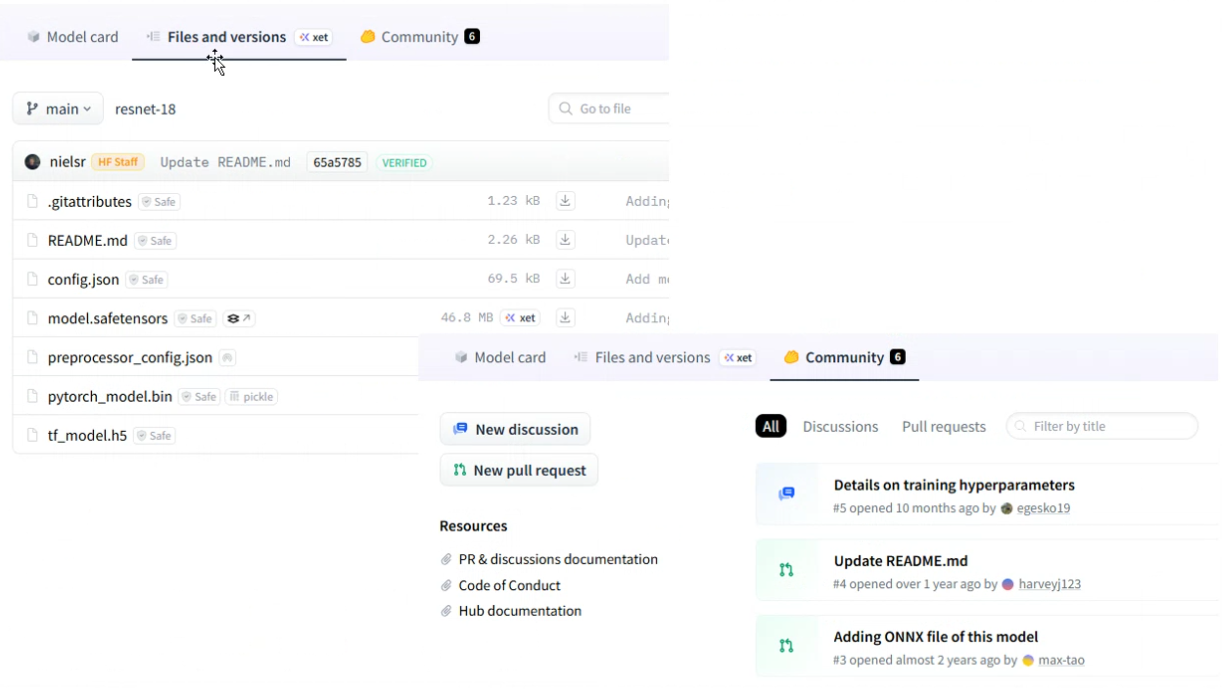 Model card Files and versions xet Community 6
main resnet-18 Go to file
nielsr HF Staff Update README.md 65a5785 VERIFIED
.gitattributes Safe 1.23 kB Adding
README.md Safe 2.26 kB Update
config.json Safe 69.5 kB Add
model.safetensors Safe 46.8 MB xet Adding
preprocessor_config.json
pytorch_model.bin Safe pickle
tf_model.h5 Safe
Model card Files and versions xet Community 6
New discussion
New pull request
Resources
PR & discussions documentation
Code of Conduct
Hub documentation
All Discussions Pull requests Filter by title
Details on training hyperparameters
#5 opened 10 months ago by egesko19
Update README.md
#4 opened over 1 year ago by harveyj123
Adding ONNX file of this model
#3 opened almost 2 years ago by max-tao